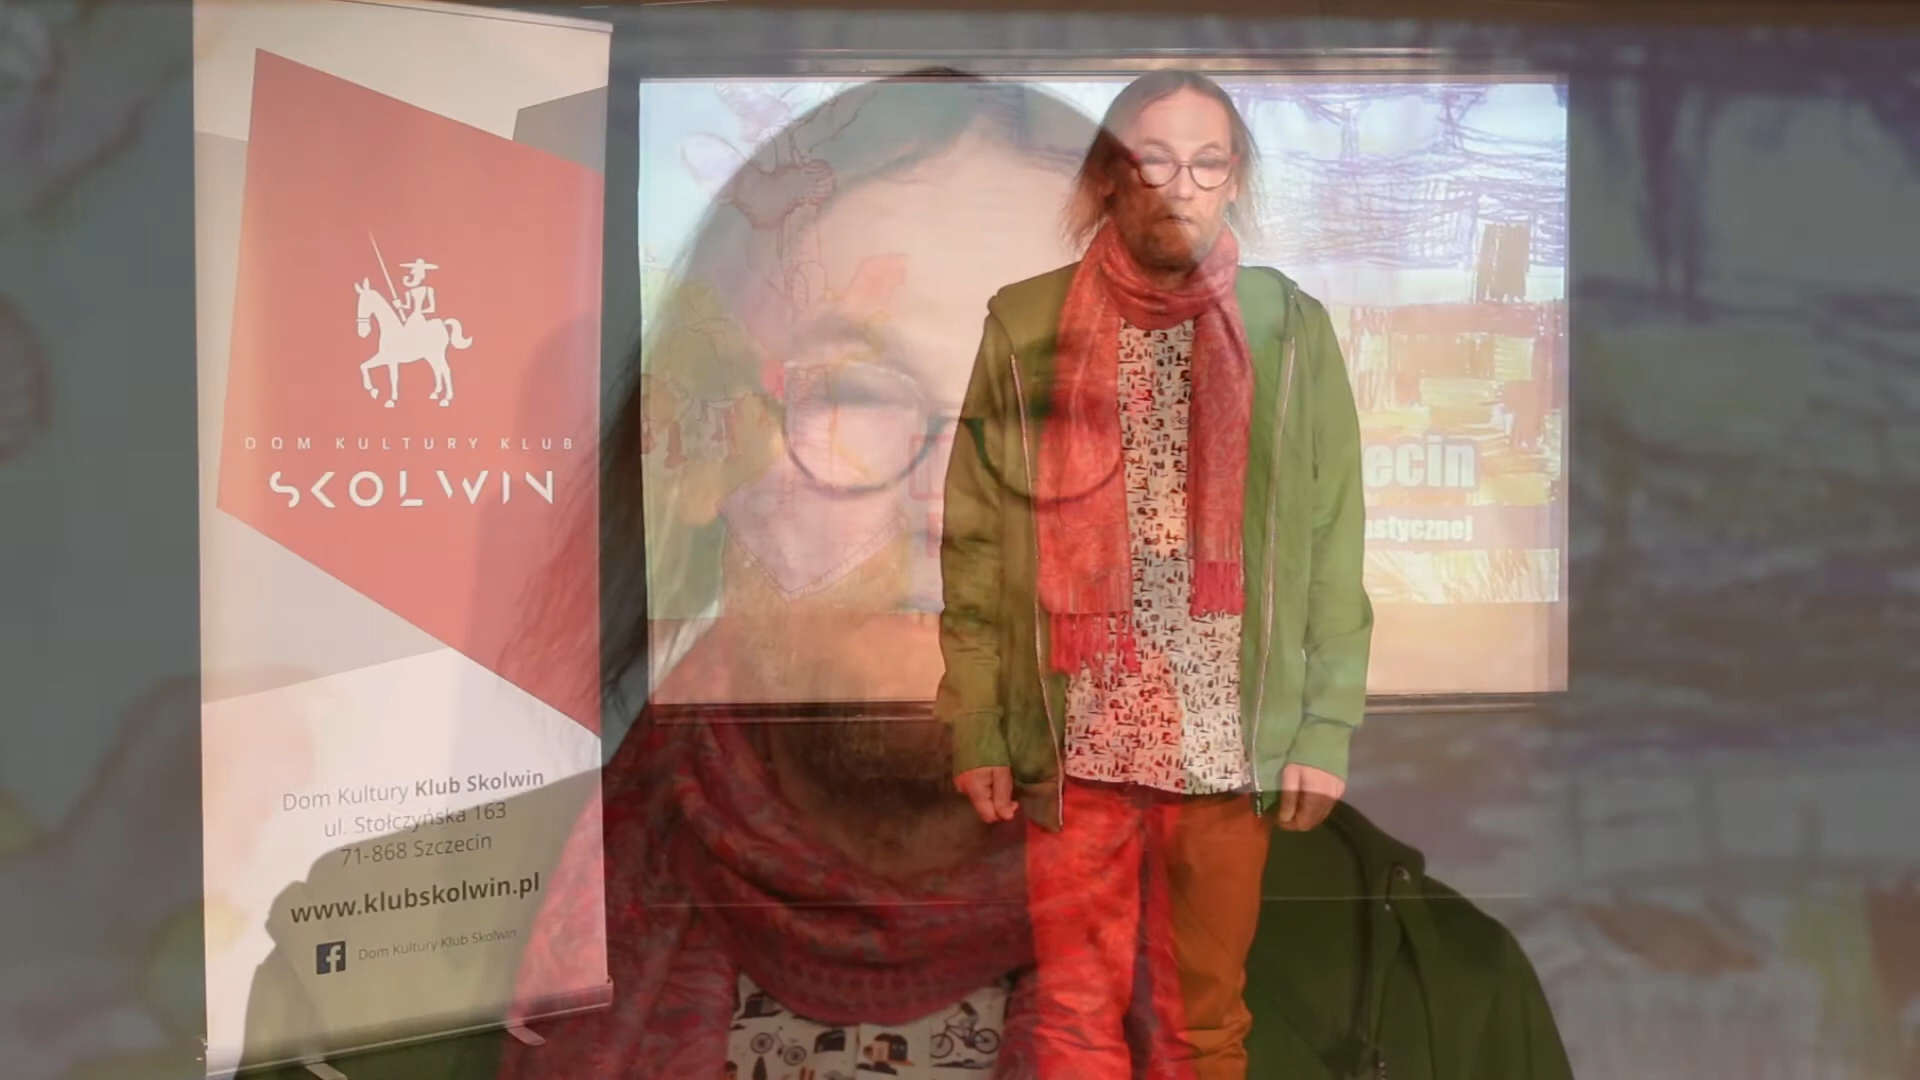 DOM KULTURY KLUB
SKOLWIN
Dom Kultury Klub Skolwin
ul. Stołczyńska 163
71-868 Szczecin
www.klubskolwin.pl
Dom Kultury Klub Skolwin
ecin
astycznej